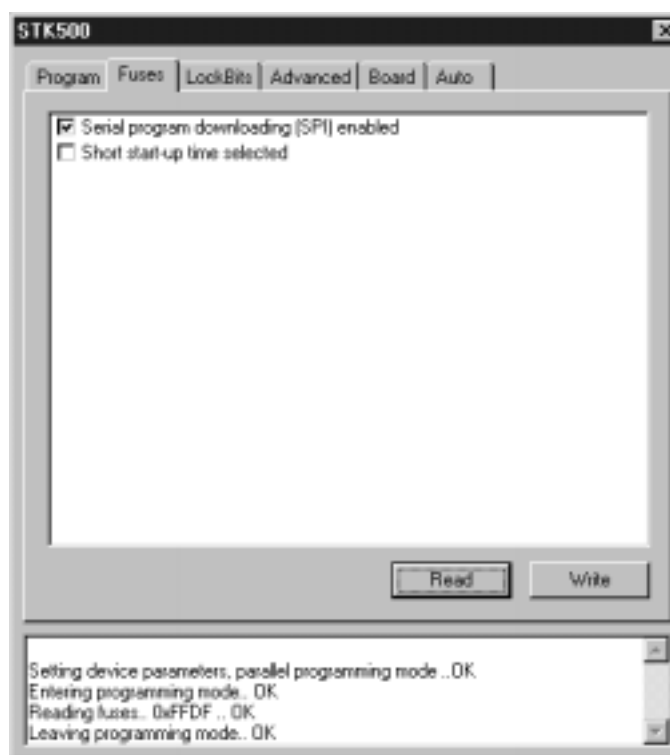 STK500
Program Fuses LockBits Advanced Board Auto
Serial program downloading (SPI) enabled
Short start-up time selected
Read Write
Setting device parameters, parallel programming mode ..OK
Entering programming mode.. OK
Reading fuses.. 0xFFDF .. OK
Leaving programming mode.. OK